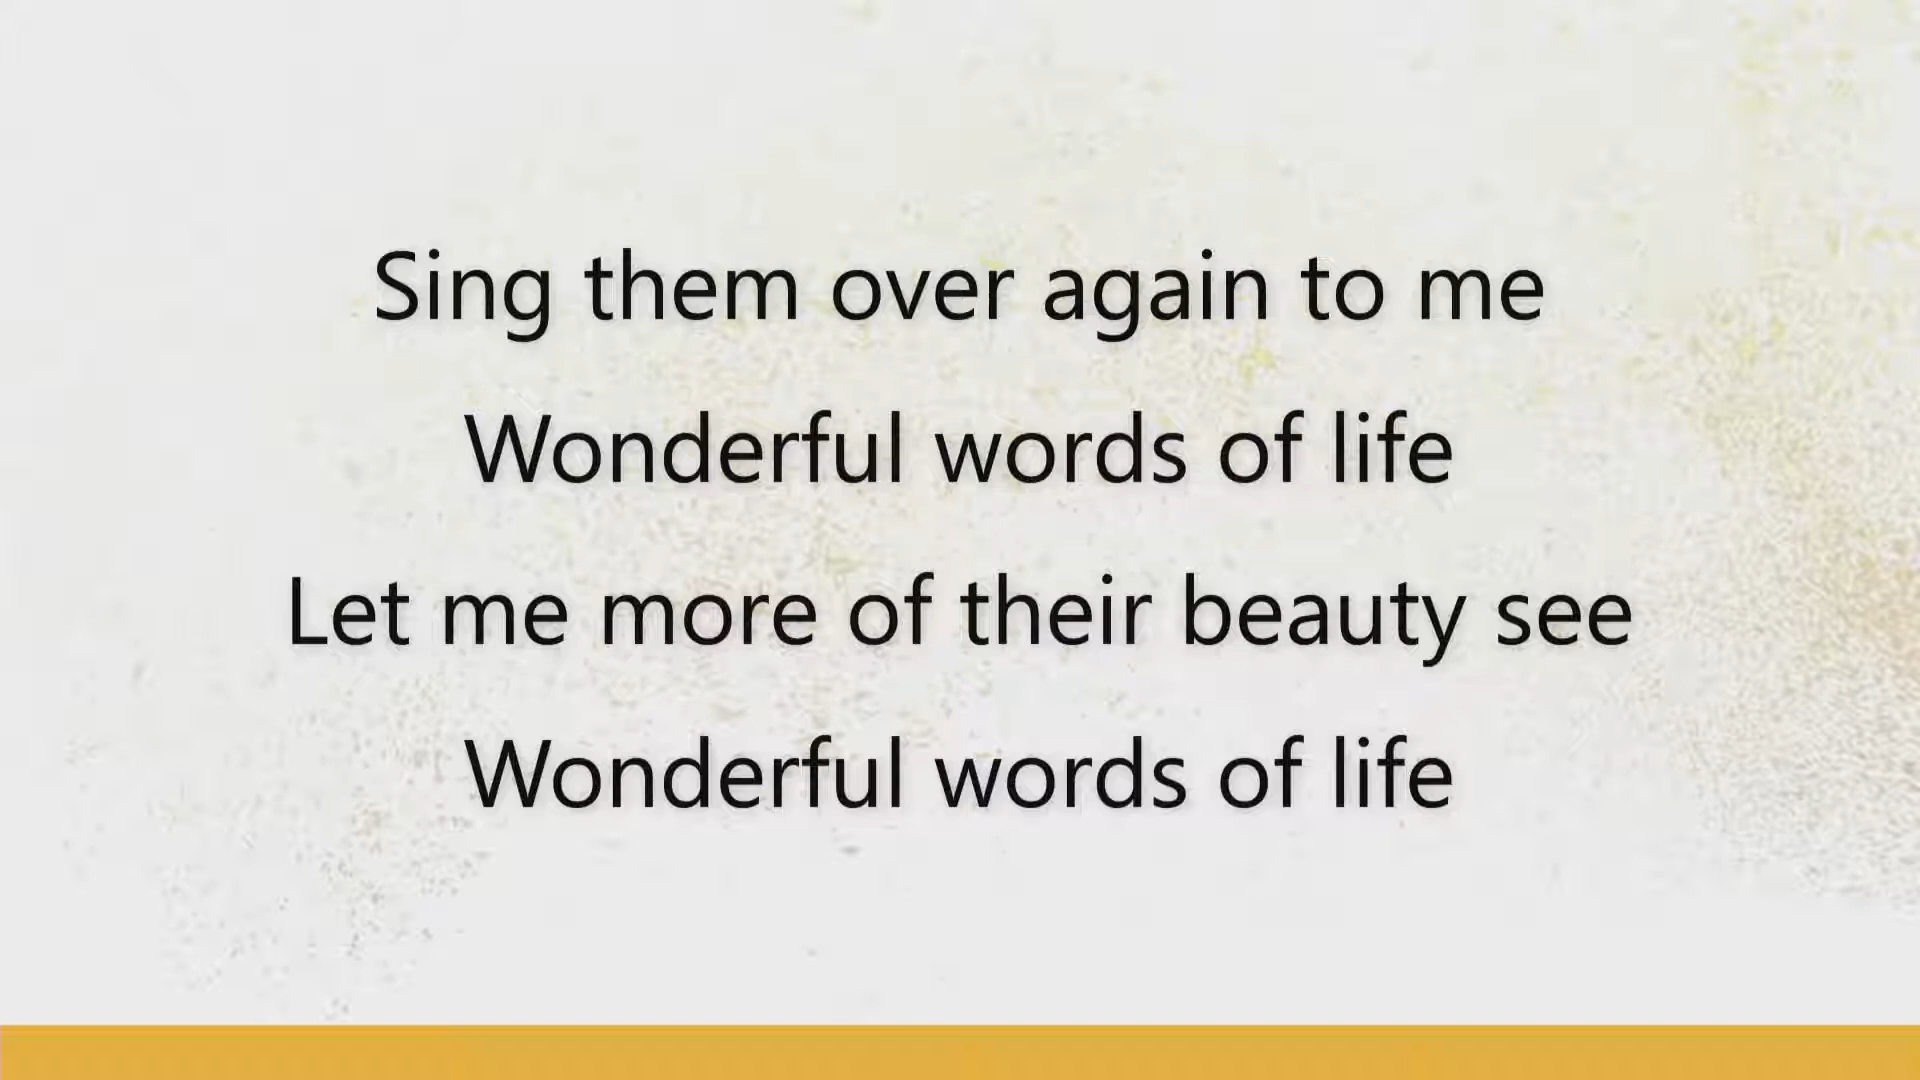 Sing them over again to me
Wonderful words of life
Let me more of their beauty see
Wonderful words of life